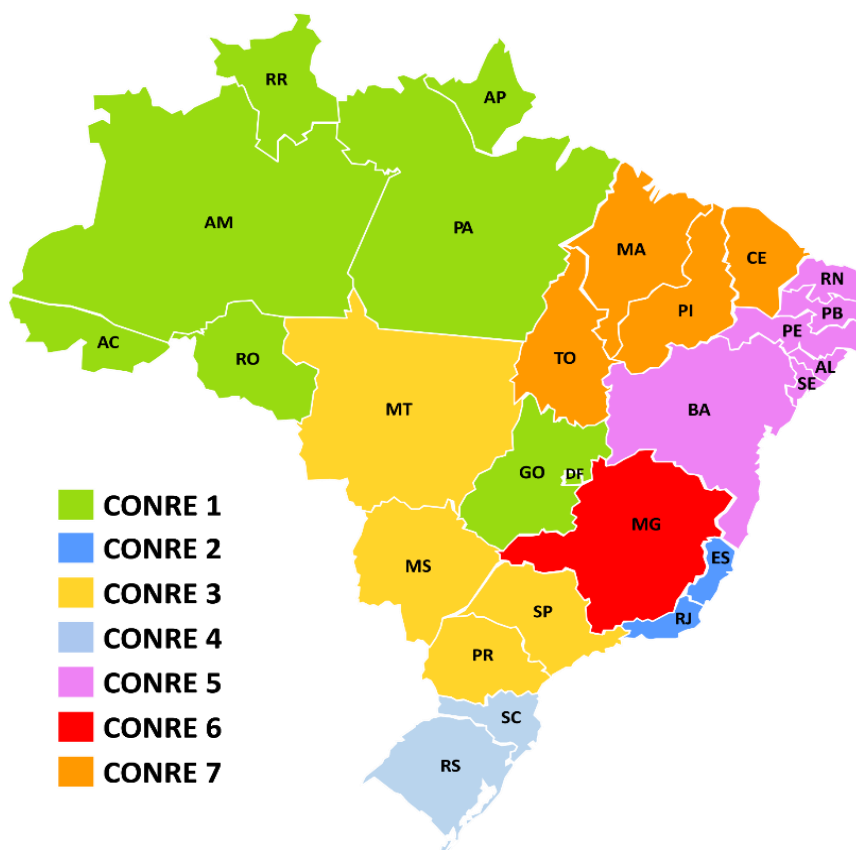 RR
AP
AM
PA
MA
CE
RN
PI
PB
PE
AC
RO
TO
AL
SE
MT
BA
GO
DF
MG
ES
MS
SP
RJ
PR
SC
RS
CONRE 1
CONRE 2
CONRE 3
CONRE 4
CONRE 5
CONRE 6
CONRE 7